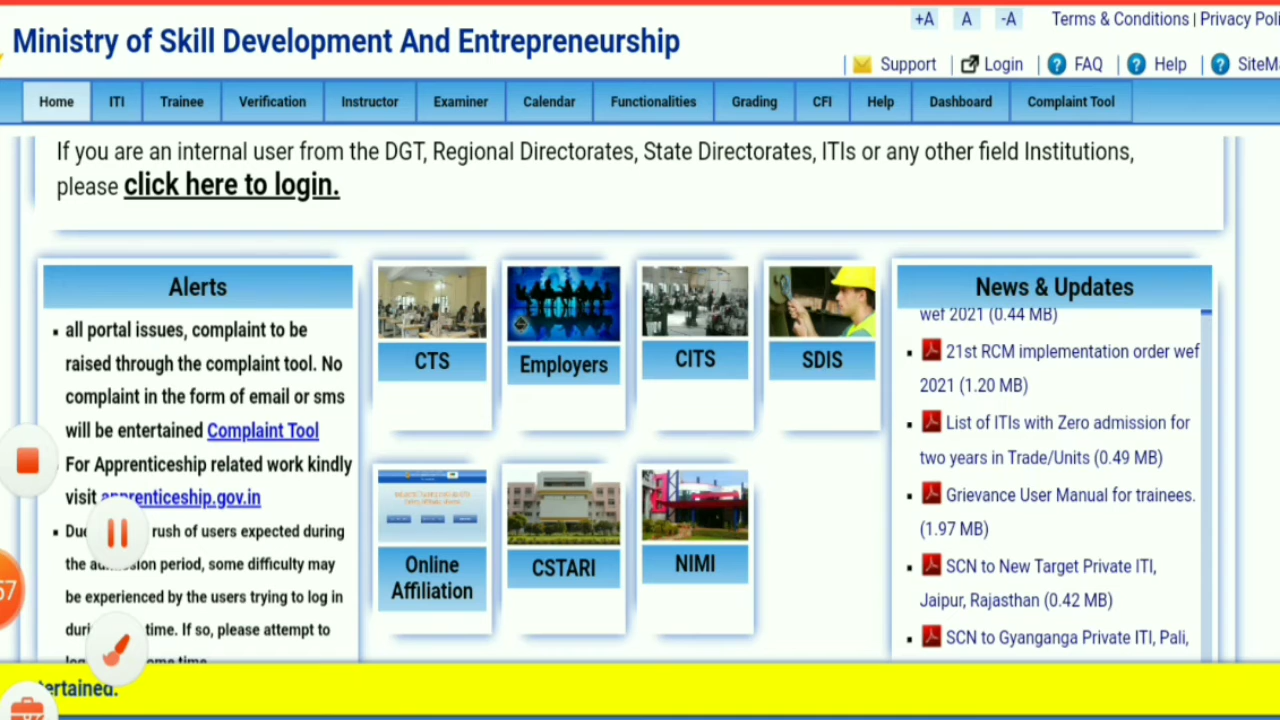 +A A -A Terms & Conditions | Privacy
Ministry of Skill Development And Entrepreneurship
Support | Login | FAQ | Help |
Home ITI Trainee Verification Instructor Examiner Calendar Functionalities Grading CFI Help Dashboard Complaint Tool
If you are an internal user from the DGT, Regional Directorates, State Directorates, ITIs or any other field Institutions,
please click here to login.
Alerts
all portal issues, complaint to be
raised through the complaint tool. No
complaint in the form of email or sms
will be entertained Complaint Tool
For Apprenticeship related work kindly
visit apprenticeship.gov.in
rush of users expected during
the period, some difficulty may
be experienced by the users trying to log in
time. If so, please attempt to
CTS
Employers
CITS
SDIS
Online
Affiliation
CSTARI
NIMI
News & Updates
wef 2021 (0.44 MB)
21st RCM implementation order wef
2021 (1.20 MB)
List of ITIs with Zero admission for
two years in Trade/Units (0.49 MB)
Grievance User Manual for trainees.
(1.97 MB)
SCN to New Target Private ITI,
Jaipur, Rajasthan (0.42 MB)
SCN to Gyanganga Private ITI, Pali,
57
ertained.